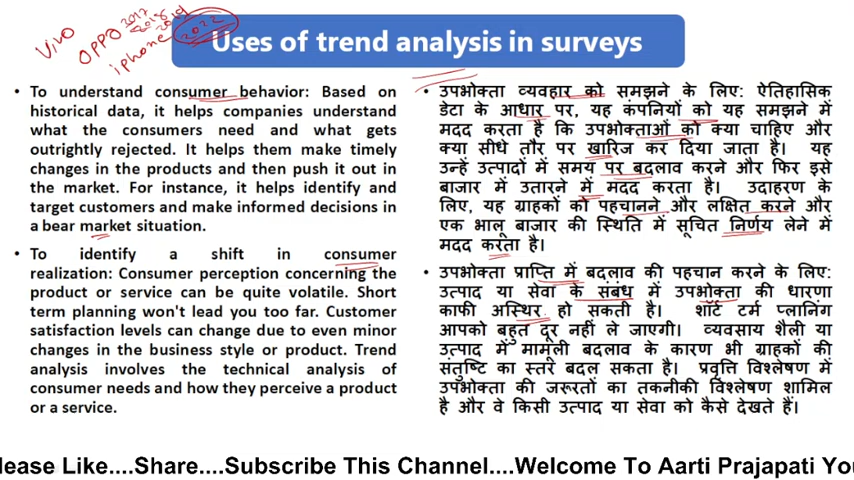 Vivo
OPPO 2017
2018
iphone 2019
2022
Uses of trend analysis in surveys
• To understand consumer behavior: Based on
historical data, it helps companies understand
what the consumers need and what gets
outrightly rejected. It helps them make timely
changes in the products and then push it out in
the market. For instance, it helps identify and
target customers and make informed decisions in
a bear market situation.
• To identify a shift in consumer
realization: Consumer perception concerning the
product or service can be quite volatile. Short
term planning won't lead you too far. Customer
satisfaction levels can change due to even minor
changes in the business style or product. Trend
analysis involves the technical analysis of
consumer needs and how they perceive a product
or a service.
• उपभोक्ता व्यवहार को समझने के लिए: ऐतिहासिक
डेटा के आधार पर, यह कंपनियों को यह समझने में
मदद करता है कि उपभोक्ताओं को क्या चाहिए और
क्या सीधे तौर पर खारिज कर दिया जाता है। यह
उन्हें उत्पादों में समय पर बदलाव करने और फिर इसे
बाजार में उतारने में मदद करता है। उदाहरण के
लिए, यह ग्राहकों को पहचानने और लक्षित करने और
एक भालू बाजार की स्थिति में सूचित निर्णय लेने में
मदद करता है।
• उपभोक्ता प्राप्ति में बदलाव की पहचान करने के लिए:
उत्पाद या सेवा के संबंध में उपभोक्ता की धारणा
काफी अस्थिर हो सकती है। शॉर्ट टर्म प्लानिंग
आपको बहुत दूर नहीं ले जाएगी। व्यवसाय शैली या
उत्पाद में मामूली बदलाव के कारण भी ग्राहकों की
संतुष्टि का स्तर बदल सकता है। प्रवृत्ति विश्लेषण में
उपभोक्ता की जरूरतों का तकनीकी विश्लेषण शामिल
है और वे किसी उत्पाद या सेवा को कैसे देखते हैं।
lease Like....Share....Subscribe This Channel....Welcome To Aarti Prajapati You